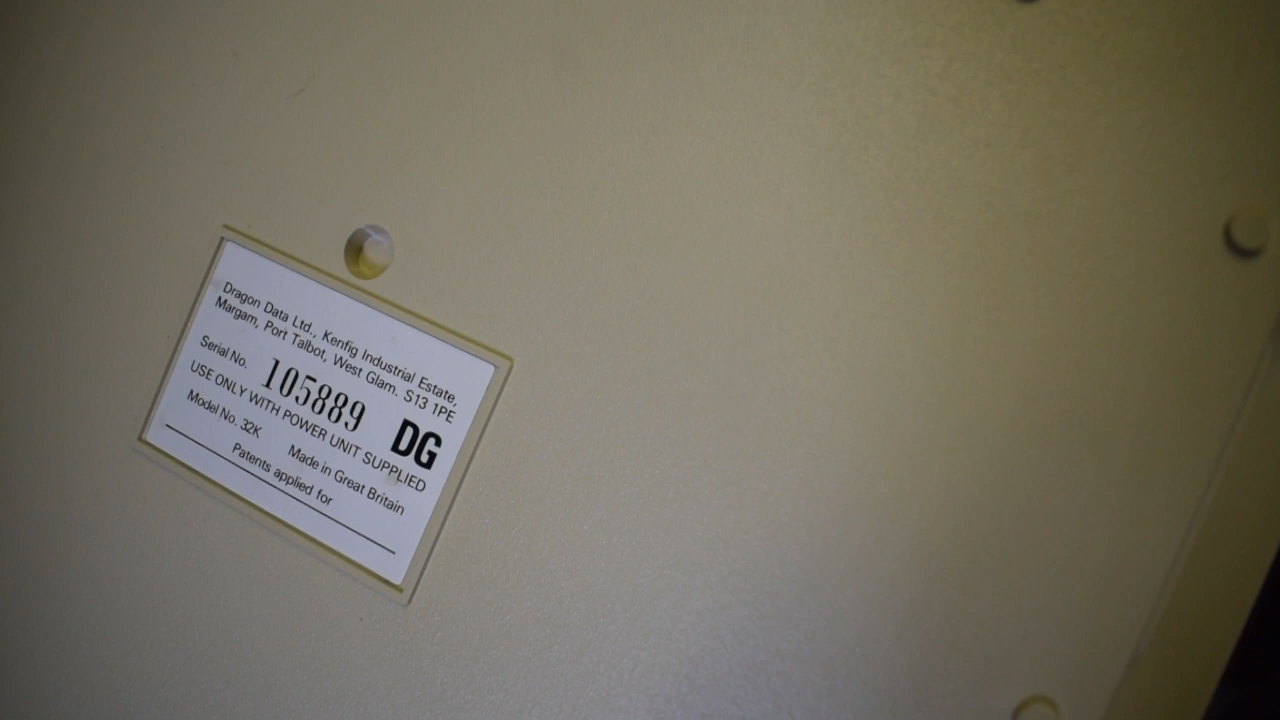 Dragon Data Ltd., Kenfig Industrial Estate,
Margam, Port Talbot, West Glam. S13 1PE
Serial No. 105889 DG
USE ONLY WITH POWER UNIT SUPPLIED
Model No. 32K Made in Great Britain
Patents applied for